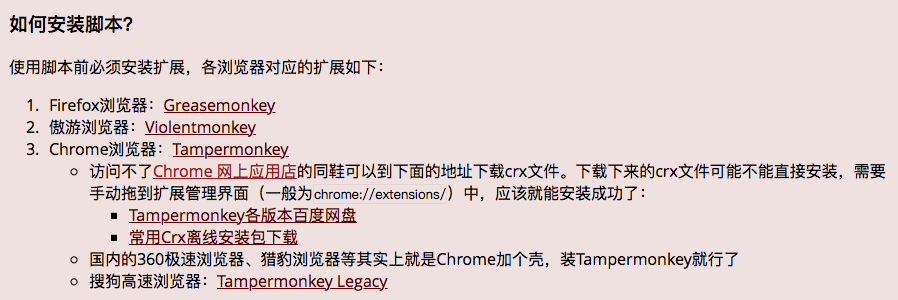 如何安装脚本？
使用脚本前必须安装扩展，各浏览器对应的扩展如下：
1. Firefox浏览器：Greasemonkey
2. 傲游浏览器：Violentmonkey
3. Chrome浏览器：Tampermonkey
访问不了Chrome 网上应用店的同鞋可以到下面的地址下载crx文件。下载下来的crx文件可能不能直接安装，需要
手动拖到扩展管理界面（一般为chrome://extensions/）中，应该就能安装成功了：
Tampermonkey各版本百度网盘
常用Crx离线安装包下载
国内的360极速浏览器、猎豹浏览器等其实上就是Chrome加个壳，装Tampermonkey就行了
搜狗高速浏览器：Tampermonkey Legacy